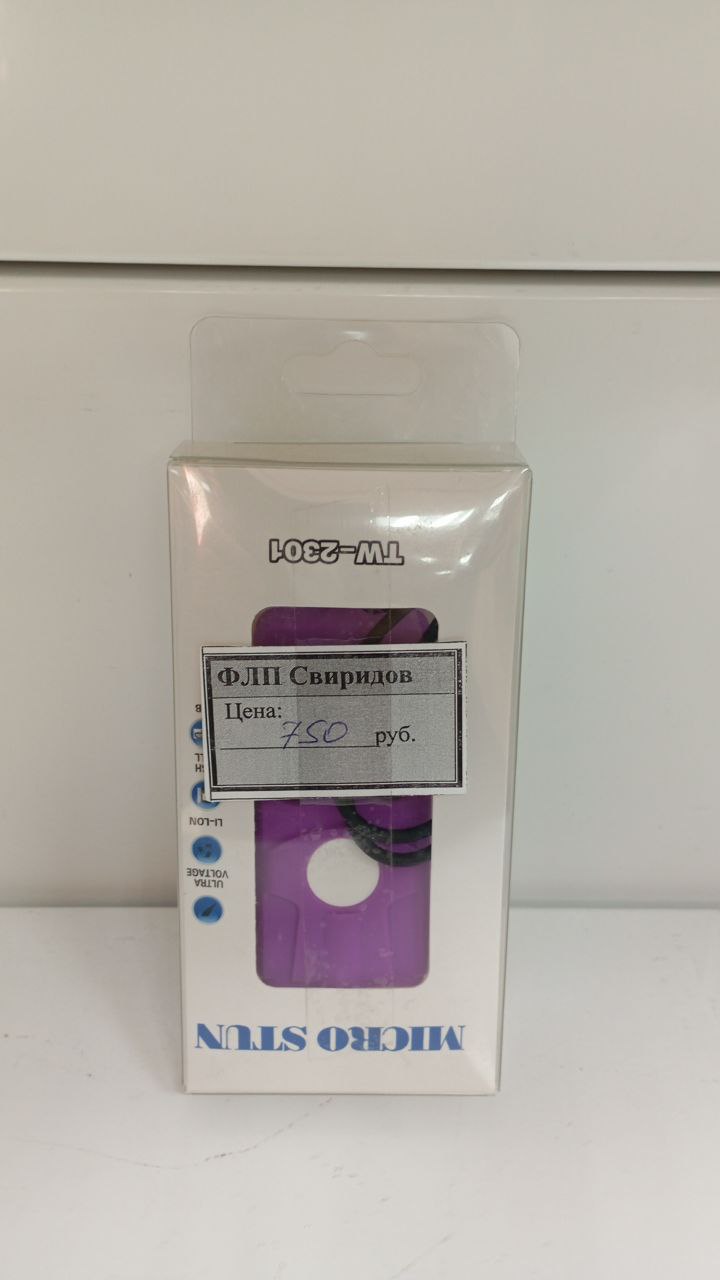 TW-2301
ФЛП Свиридов
Цена:
750 руб.
LI-LON
ULTRA
VOLTAGE
MICRO STUN